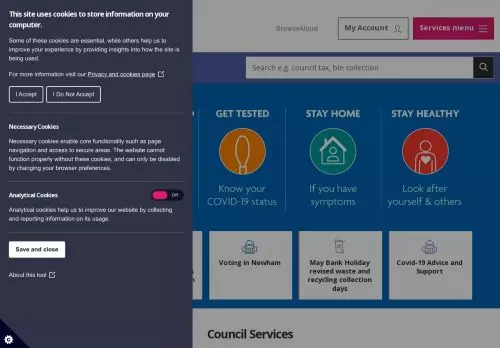 This site uses cookies to store information on your
computer.
Some of these cookies are essential, while others help us to
improve your experience by providing insights into how the site is
being used.
For more information visit our Privacy and cookies page
I Accept
I Do Not Accept
Necessary Cookies
Necessary cookies enable core functionality such as page
navigation and access to secure areas. The website cannot
function properly without these cookies, and can only be disabled
by changing your browser preferences.
Analytical Cookies
Off
Analytical cookies help us to improve our website by collecting
and reporting information on its usage.
Save and close
About this tool
BrowseAloud
My Account
Services menu
Search e.g. council tax, bin collection
GET TESTED
Know your
COVID-19 status
STAY HOME
If you have
symptoms
STAY HEALTHY
Look after
yourself & others
Voting in Newham
May Bank Holiday
revised waste and
recycling collection
days
Covid-19 Advice and
Support
Council Services